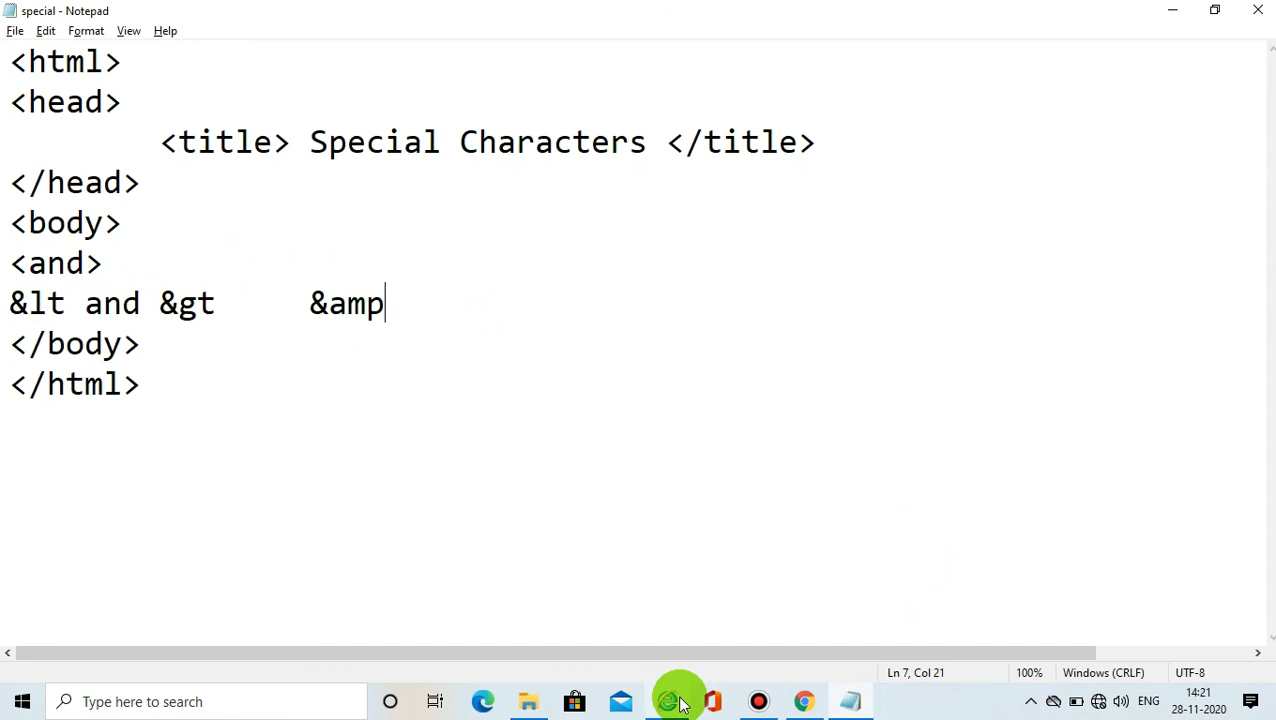 special - Notepad
File Edit Format View Help
<html>
<head>
<title> Special Characters </title>
</head>
<body>
<and>
&lt and &gt &amp
</body>
</html>
Ln 7, Col 21 100% Windows (CRLF) UTF-8
Type here to search
ENG
14:21
28-11-2020